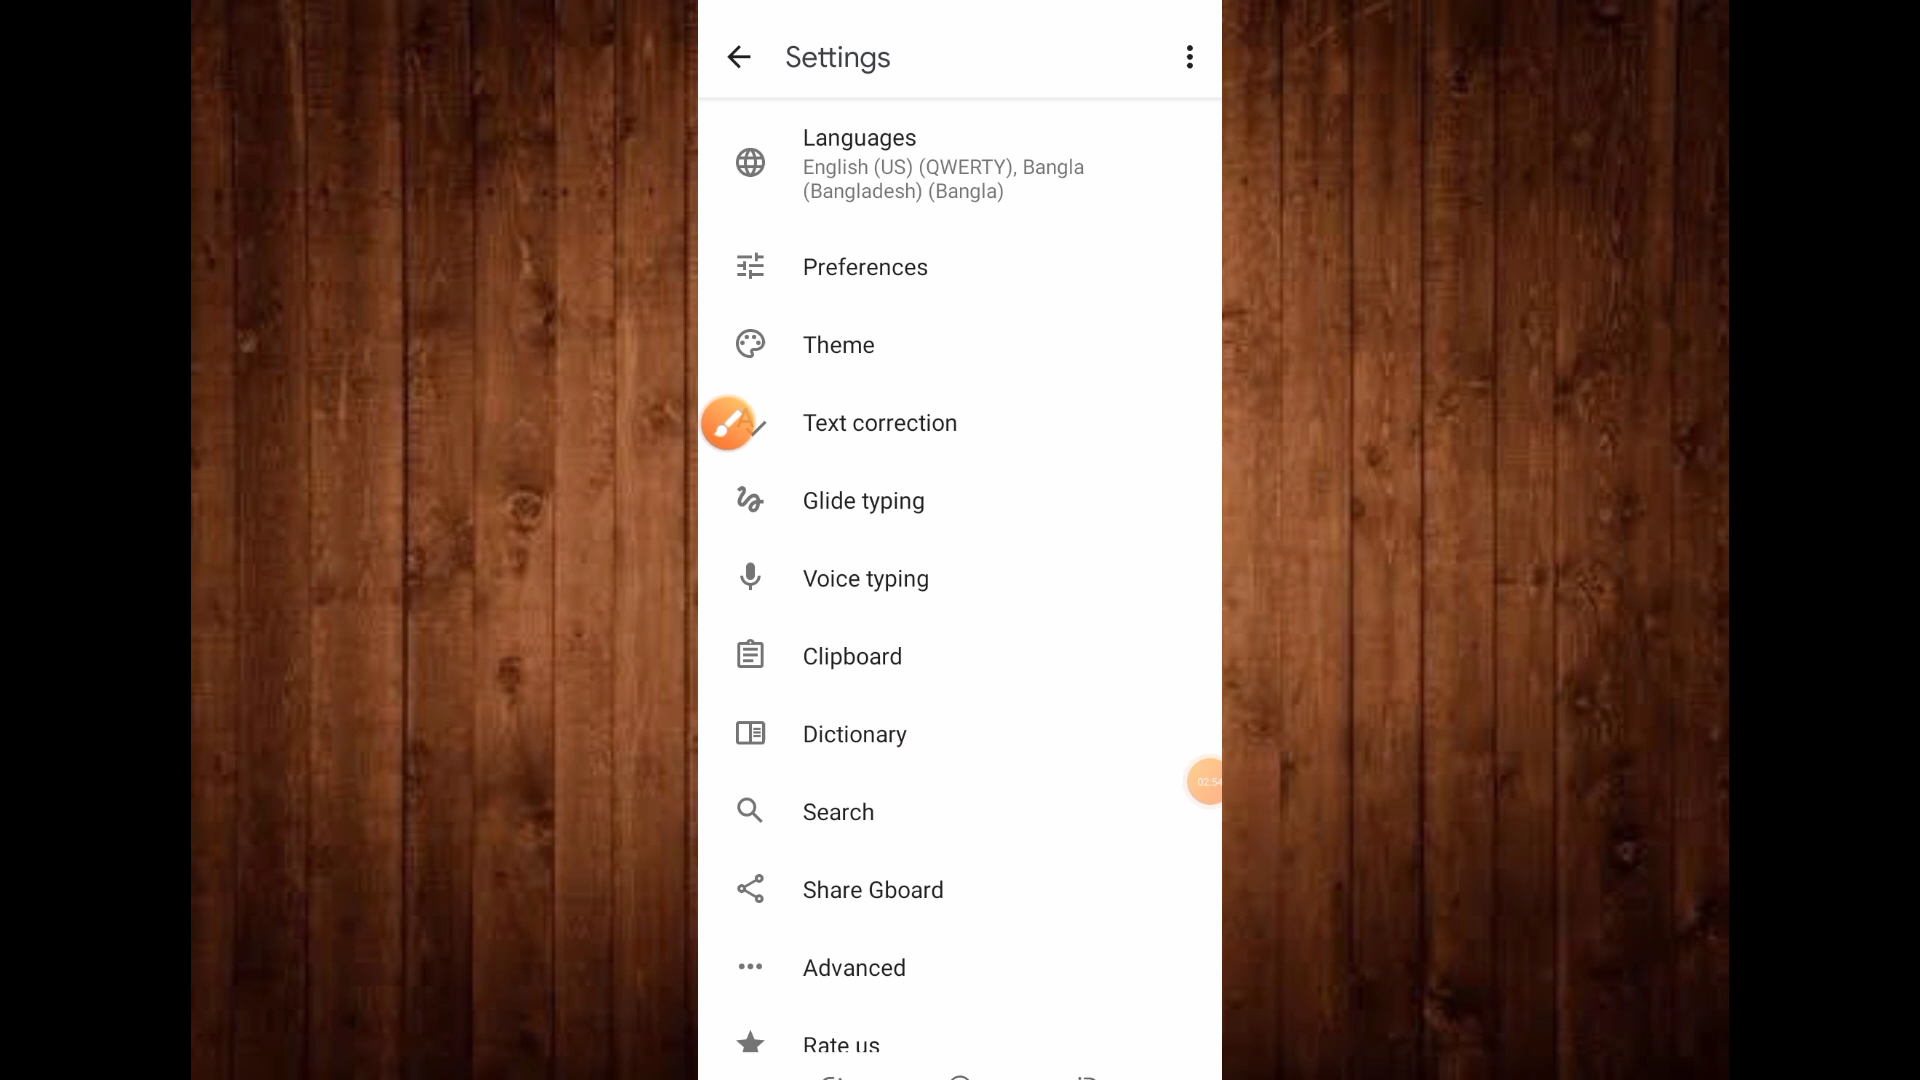 Settings
Languages
English (US) (QWERTY), Bangla
(Bangladesh) (Bangla)
Preferences
Theme
Text correction
Glide typing
Voice typing
Clipboard
Dictionary
Search
Share Gboard
Advanced
Rate us